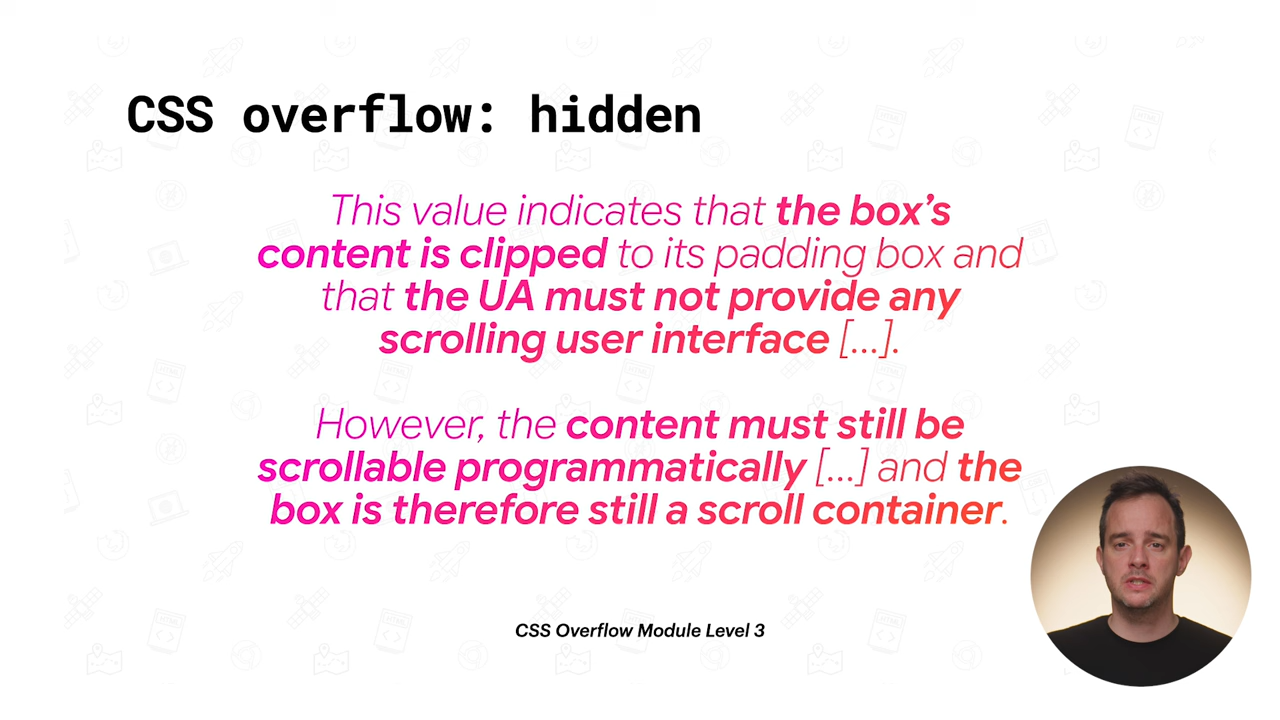 CSS overflow: hidden
This value indicates that the box’s
content is clipped to its padding box and
that the UA must not provide any
scrolling user interface […].
However, the content must still be
scrollable programmatically […] and the
box is therefore still a scroll container.
CSS Overflow Module Level 3